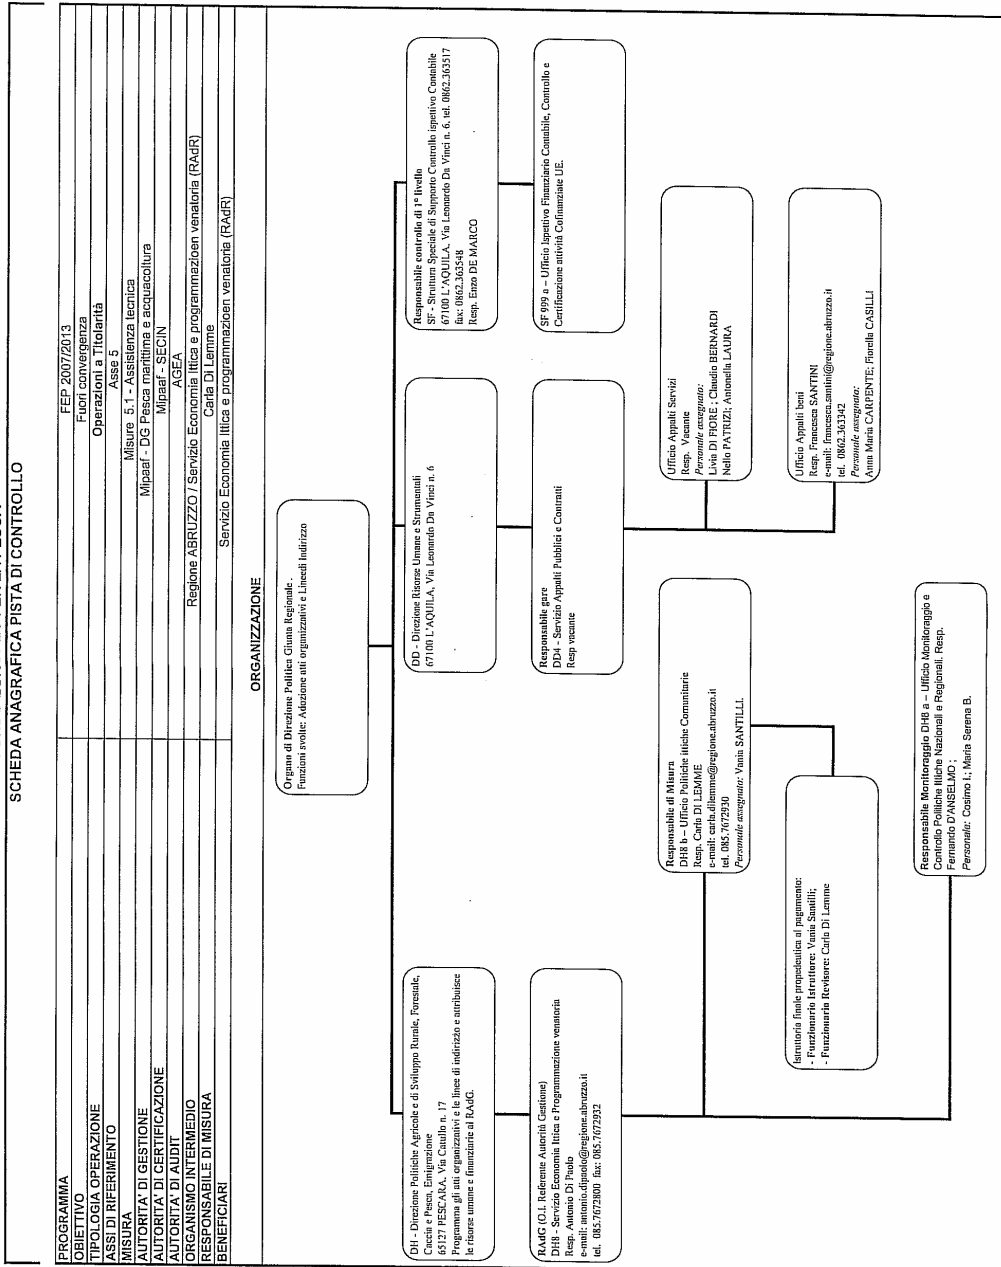 SCHEDA ANAGRAFICA PISTA DI CONTROLLO
PROGRAMMA FEP 2007/2013
OBIETTIVO Fuori convergenza
TIPOLOGIA OPERAZIONE Operazioni a Titolarità
ASSI DI RIFERIMENTO Asse 5
MISURA Misure 5.1 - Assistenza tecnica
AUTORITA' DI GESTIONE Mipaaf - DG Pesca marittima e acquacoltura
AUTORITA' DI CERTIFICAZIONE Mipaaf - SECIN
AUTORITA' DI AUDIT AGEA
ORGANISMO INTERMEDIO Regione ABRUZZO / Servizio Economia Ittica e programmazioen venatoria (RAdR)
RESPONSABILE DI MISURA Carla Di Lemme
BENEFICIARI Servizio Economia Ittica e programmazioen venatoria (RAdR)
ORGANIZZAZIONE
Organo di Direzione Politica Giunta Regionale.
Funzioni svolte: Adozione atti organizzativi e Lineedi Indirizzo
DH - Direzione Politiche Agricole e di Sviluppo Rurale, Forestale,
Caccia e Pesca, Emigrazione
65127 PESCARA, Via Catullo n. 17
Programma gli atti organizzativi e le linee di indirizzo e attribuisce
le risorse umane e finanziarie al RAdG.
DD - Direzione Risorse Umane e Strumentali
67100 L'AQUILA, Via Leonardo Da Vinci n. 6
Responsabile controllo di 1° livello
SF - Struttura Speciale di Supporto Controllo ispettivo Contabile
67100 L'AQUILA, Via Leonardo Da Vinci n. 6, tel. 0862.363517
fax: 0862.363548
Resp. Enzo DE MARCO
RAdG (O.I. Referente Autorità Gestione)
DH8 - Servizio Economia Ittica e Programmazione venatoria
Resp. Antonio Di Paolo
e-mail: antonio.dipaolo@regione.abruzzo.it
tel. 085.7672800 fax: 085.7672932
Responsabile gare
DD4 - Servizio Appalti Pubblici e Contratti
Resp vacante
SF 999 a – Ufficio Ispettivo Finanziario Contabile, Controllo e
Certificazione attività Cofinanziate UE.
Responsabile di Misura
DH8 b – Ufficio Politiche ittiche Comunitarie
Resp. Carla DI LEMME
e-mail: carla.dilemme@regione.abruzzo.it
tel. 085.7672930
Personale assegnato: Vania SANTILLI.
Ufficio Appalti Servizi
Resp. Vacante
Personale assegnato:
Livia DI FIORE ; Claudio BERNARDI
Nello PATRIZI; Antonella LAURA
Istruttoria finale propedeutica al pagamento:
- Funzionario Istruttore: Vania Santilli;
- Funzionario Revisore: Carla Di Lemme
Ufficio Appalti beni
Resp. Francesca SANTINI
e-mail: francesca.santini@regione.abruzzo.it
tel. 0862.363342
Personale assegnato:
Anna Maria CARPENTE; Fiorella CASILLI
Responsabile Monitoraggio DH8 a – Ufficio Monitoraggio e
Controllo Politiche Ittiche Nazionali e Regionali. Resp.
Fernando D'ANSELMO ;
Personale: Cosimo I.; Maria Serena B.